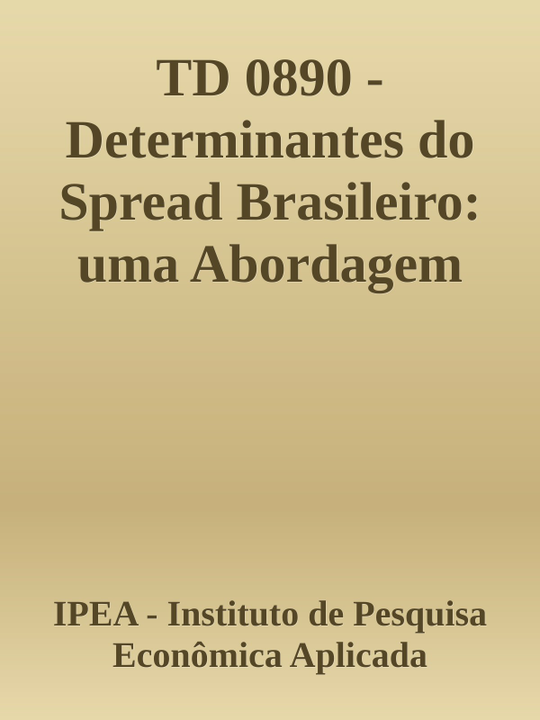 TD 0890 -
Determinantes do
Spread Brasileiro:
uma Abordagem
IPEA - Instituto de Pesquisa
Econômica Aplicada